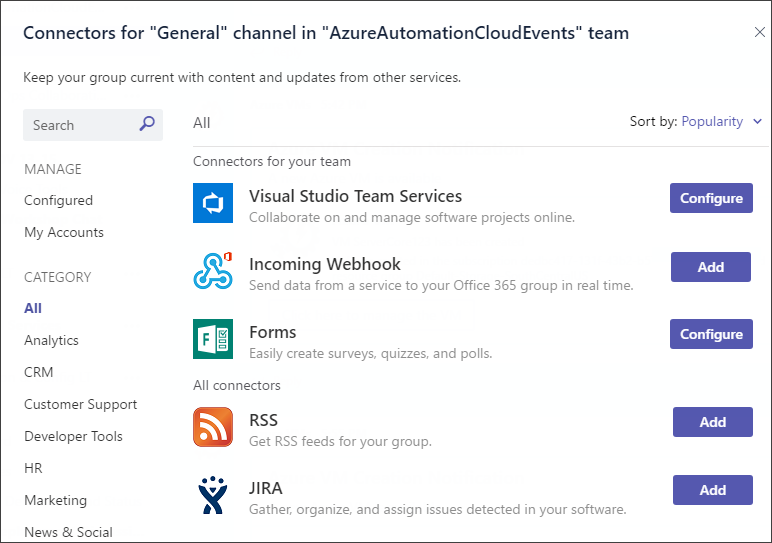 Connectors for "General" channel in "AzureAutomationCloudEvents" team
Keep your group current with content and updates from other services.
Search
MANAGE
Configured
My Accounts
CATEGORY
All
Analytics
CRM
Customer Support
Developer Tools
HR
Marketing
News & Social
All
Sort by: Popularity
Connectors for your team
Visual Studio Team Services
Collaborate on and manage software projects online.
Configure
Incoming Webhook
Send data from a service to your Office 365 group in real time.
Add
F
Forms
Easily create surveys, quizzes, and polls.
Configure
All connectors
RSS
Get RSS feeds for your group.
Add
JIRA
Gather, organize, and assign issues detected in your software.
Add